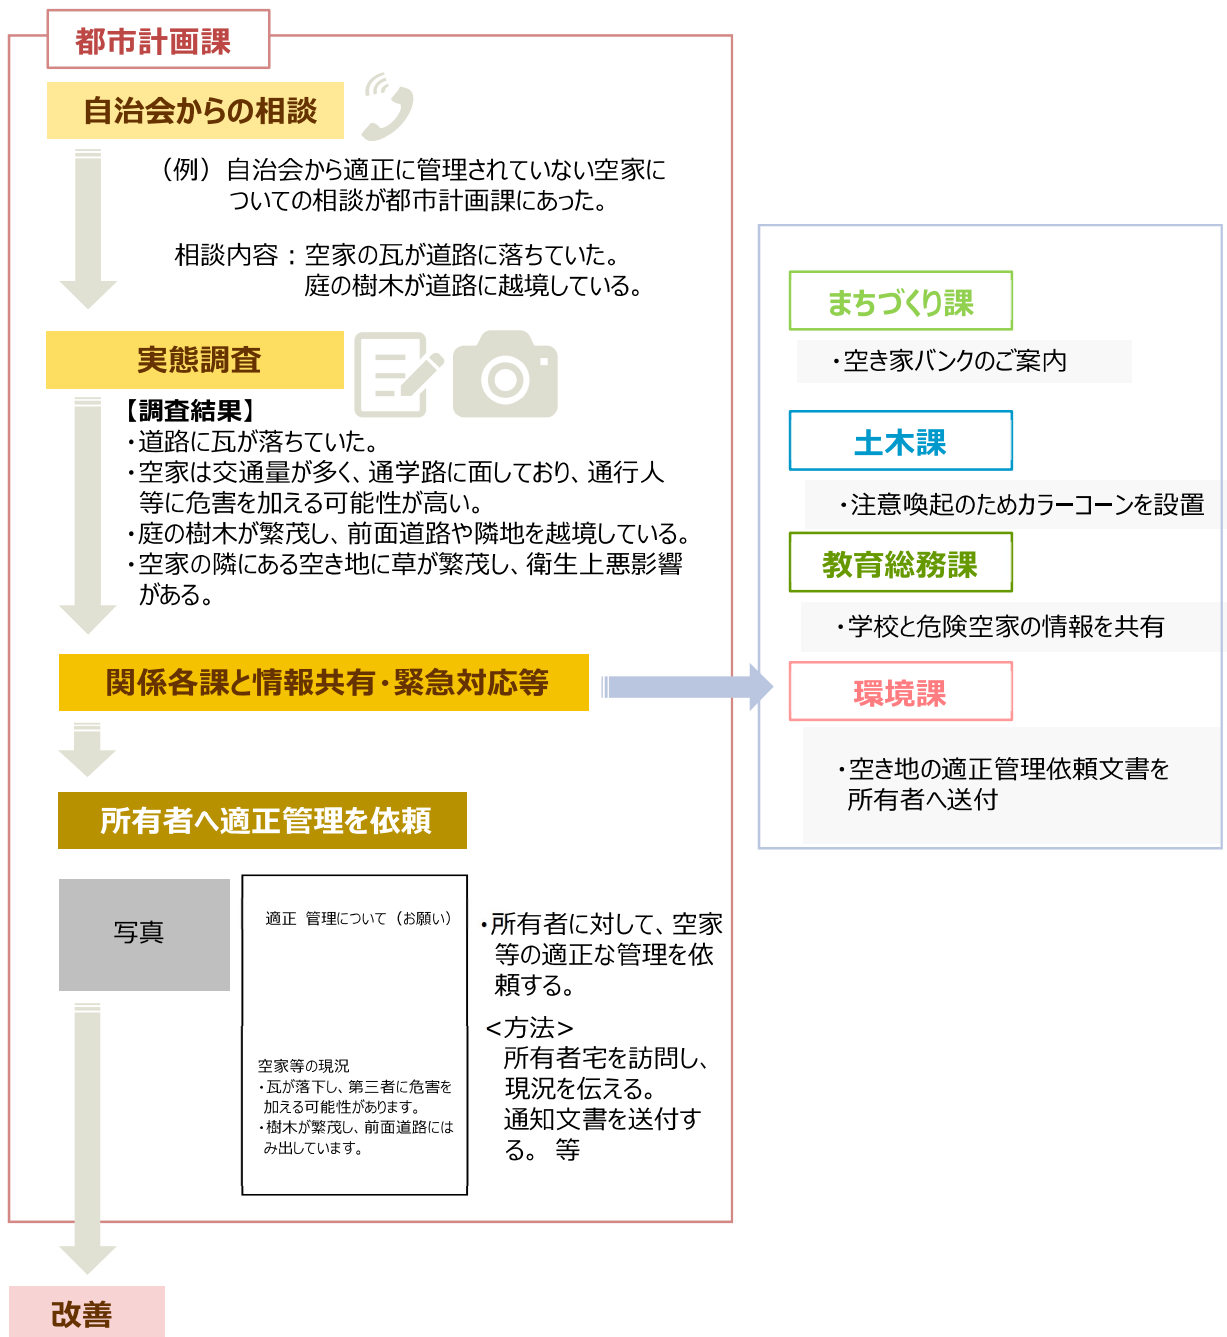 都市計画課
自治会からの相談
（例）自治会から適正に管理されていない空家に
ついての相談が都市計画課にあった。
相談内容：空家の瓦が道路に落ちていた。
庭の樹木が道路に越境している。
実態調査
【調査結果】
・道路に瓦が落ちていた。
・空家は交通量が多く、通学路に面しており、通行人
等に危害を加える可能性が高い。
・庭の樹木が繁茂し、前面道路や隣地を越境している。
・空家の隣にある空き地に草が繁茂し、衛生上悪影響
がある。
関係各課と情報共有・緊急対応等
まちづくり課
・空き家バンクのご案内
土木課
・注意喚起のためカラーコーンを設置
教育総務課
・学校と危険空家の情報を共有
環境課
・空き地の適正管理依頼文書を
所有者へ送付
所有者へ適正管理を依頼
写真
適正 管理について（お願い）
空家等の現況
・瓦が落下し、第三者に危害を
加える可能性があります。
・樹木が繁茂し、前面道路には
み出しています。
・所有者に対して、空家
等の適正な管理を依
頼する。
<方法>
所有者宅を訪問し、
現況を伝える。
通知文書を送付す
る。 等
改善